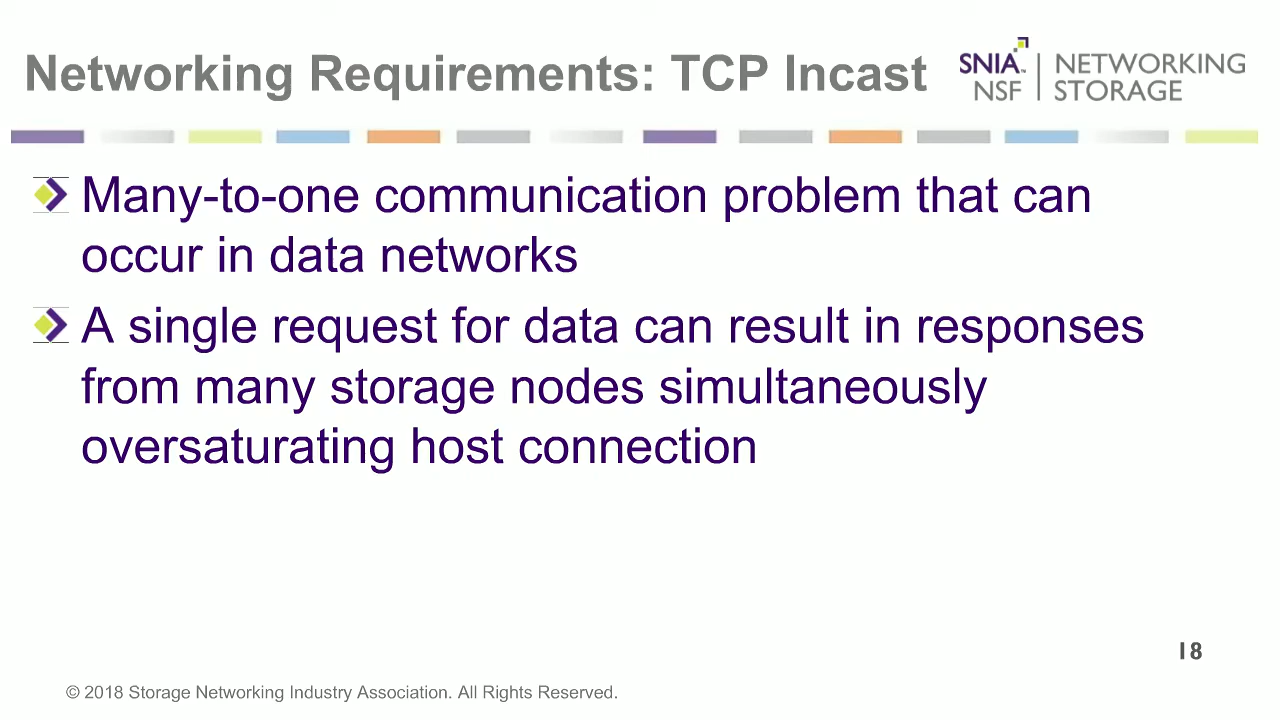 Networking Requirements: TCP Incast
SNIA™ NSF
NETWORKING STORAGE
Many-to-one communication problem that can
occur in data networks
A single request for data can result in responses
from many storage nodes simultaneously
oversaturating host connection
18
© 2018 Storage Networking Industry Association. All Rights Reserved.